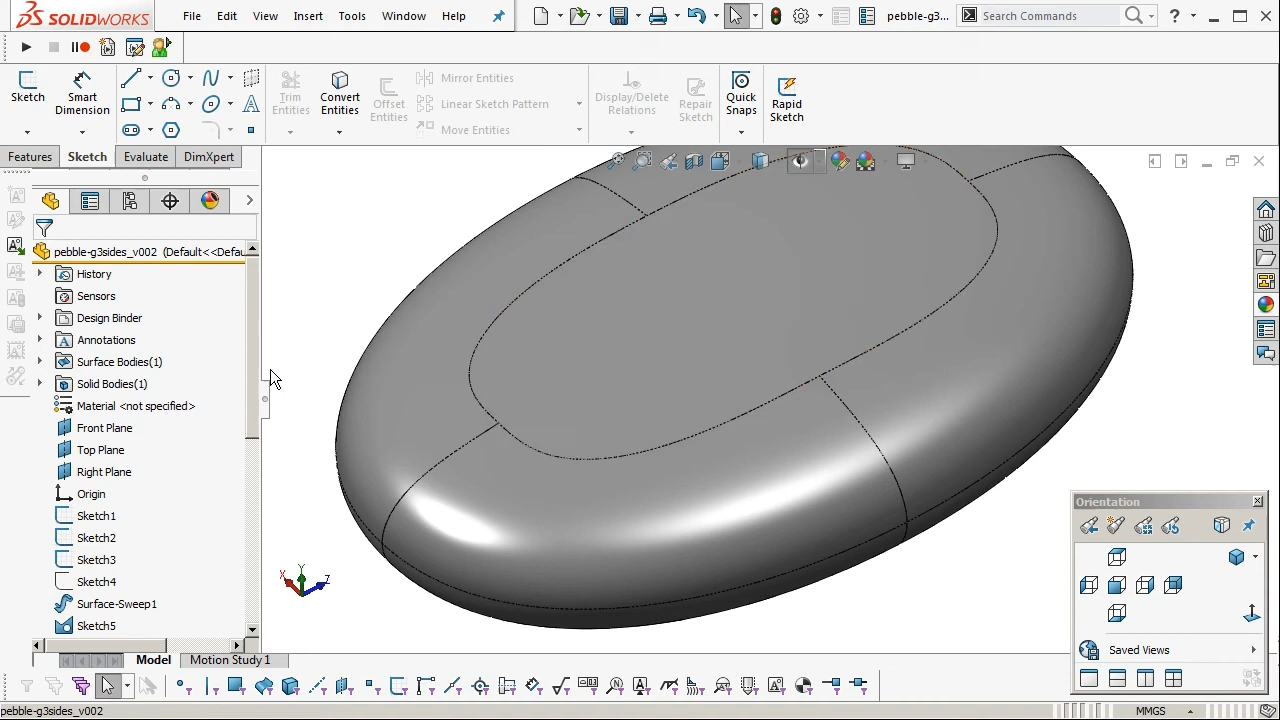 SOLIDWORKS File Edit View Insert Tools Window Help pebble-g3... Search Commands ?
Sketch Smart Dimension Trim Entities Convert Entities Offset Entities Mirror Entities Linear Sketch Pattern Move Entities Display/Delete Relations Repair Sketch Quick Snaps Rapid Sketch
Features Sketch Evaluate DimXpert
pebble-g3sides_v002 (Default<<Defau
History
Sensors
Design Binder
Annotations
Surface Bodies(1)
Solid Bodies(1)
Material <not specified>
Front Plane
Top Plane
Right Plane
Origin
Sketch1
Sketch2
Sketch3
Sketch4
Surface-Sweep1
Sketch5
X Y Z
Orientation
Saved Views
Model Motion Study 1
pebble-g3sides_v002 MMGS